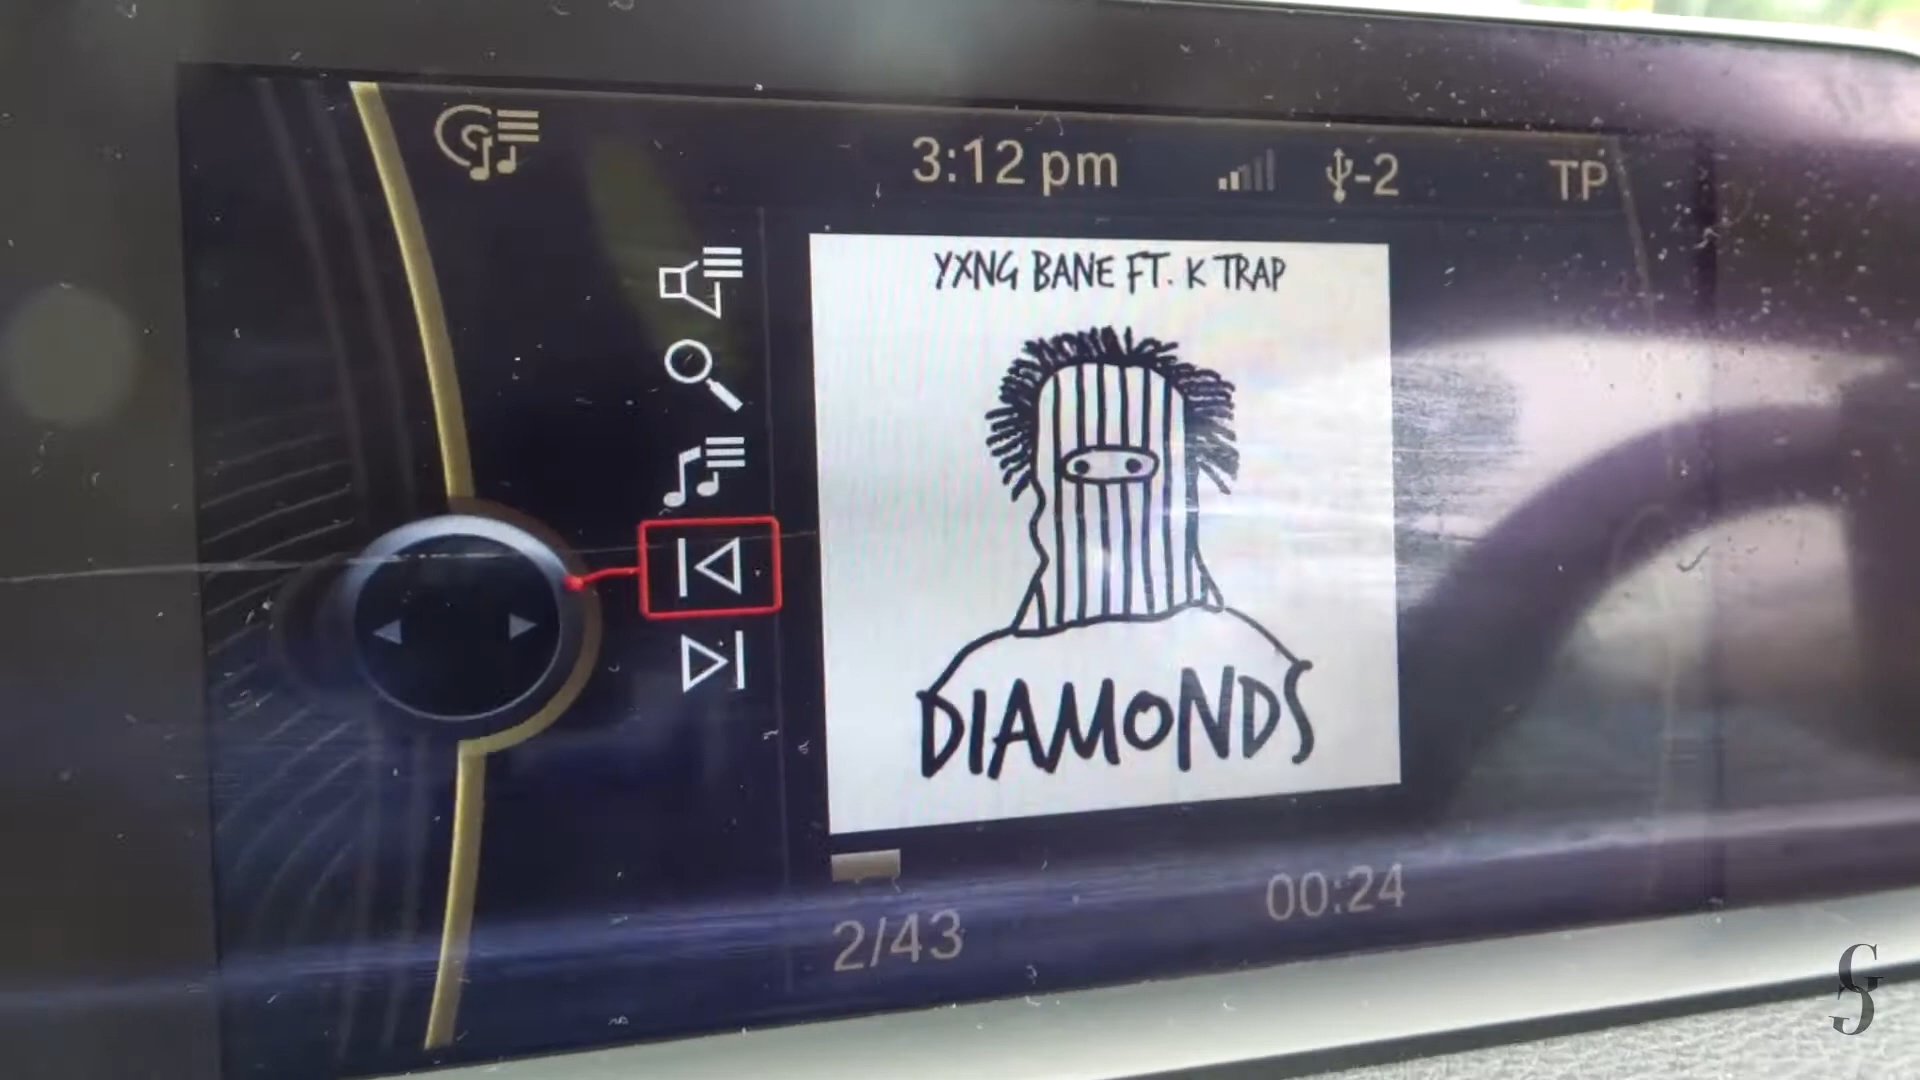 3:12 pm -2 TP
YXNG BANE FT. K TRAP
DIAMONDS
2/43 00:24